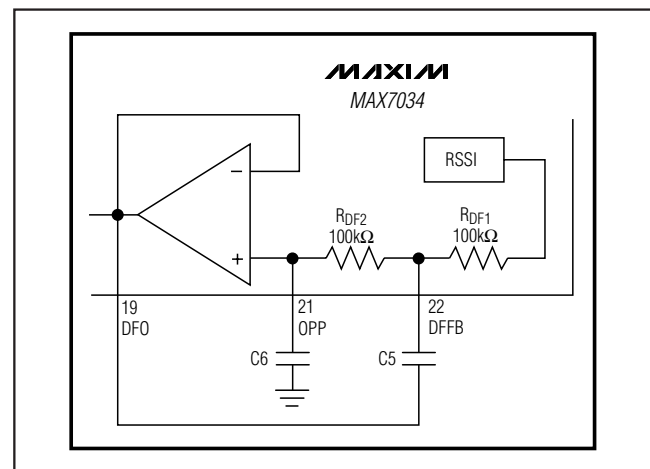 MAXIM
MAX7034
RSSI
RDF2
100kΩ
RDF1
100kΩ
19
DFO
21
OPP
22
DFFB
C6
C5
−
+